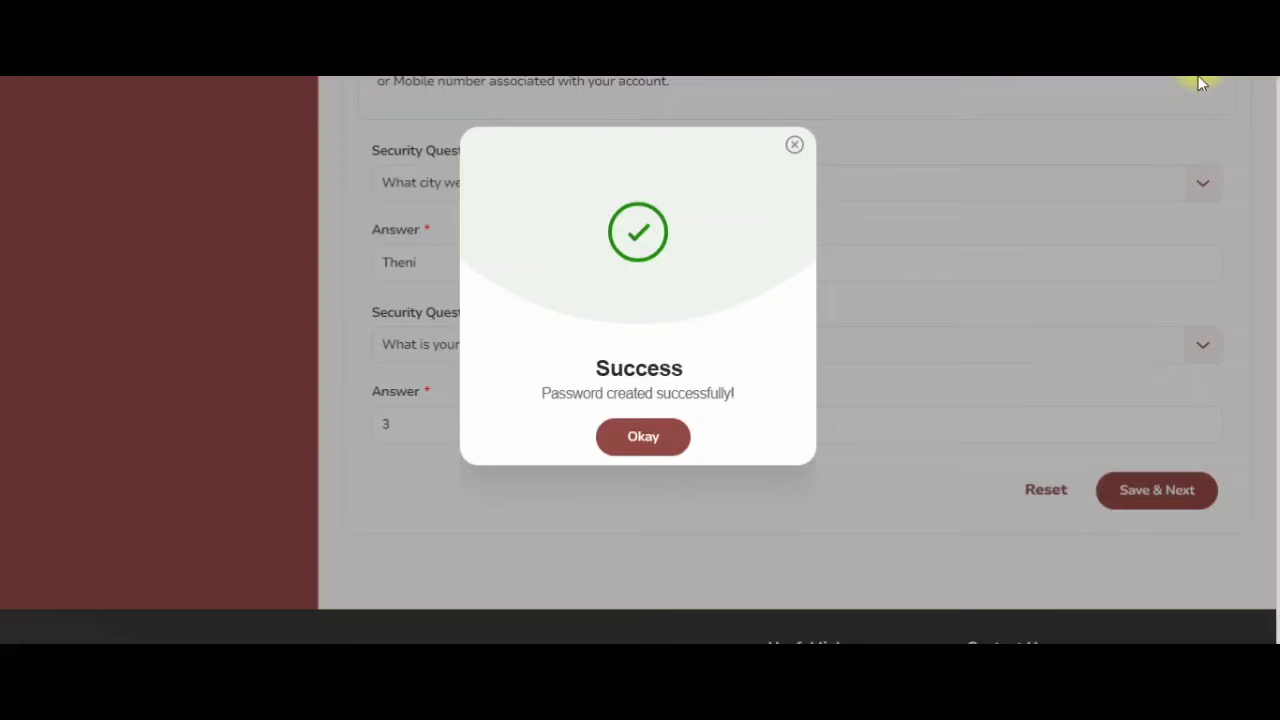 or Mobile number associated with your account.
Security Quest
What city we
Answer *
Theni
Security Quest
What is your
Answer *
3
Success
Password created successfully!
Okay
Reset
Save & Next